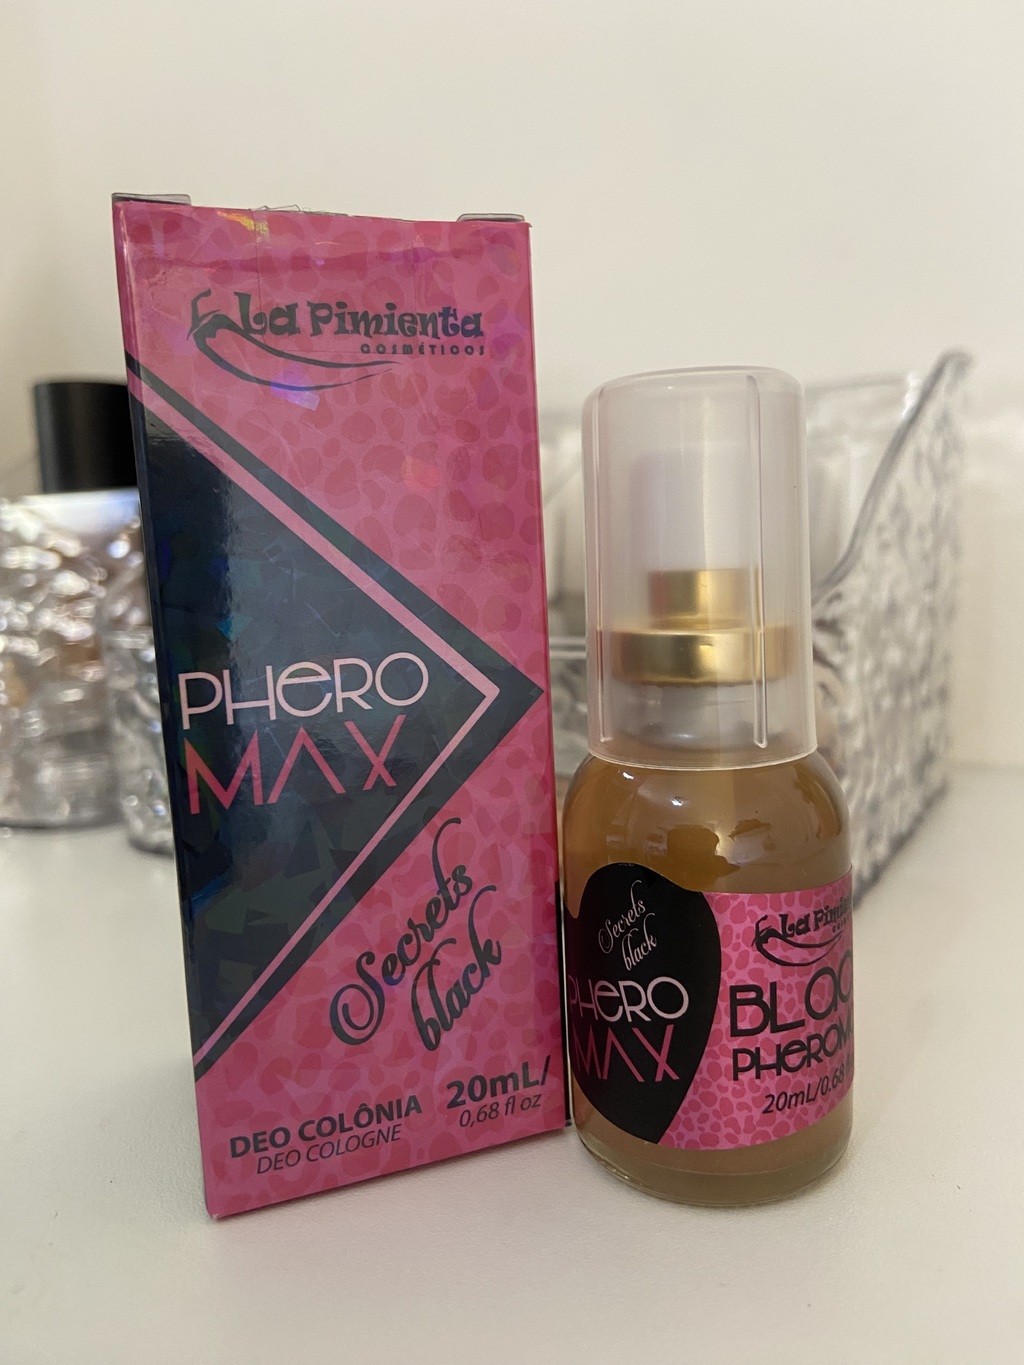 La Pimienta
COSMÉTICOS
PHERO
MAX
Secrets
black
DEO COLÔNIA
DEO COLOGNE
20mL/
0,68 fl oz
Secrets
black
PHERO
MAX
La
20mL/0.68